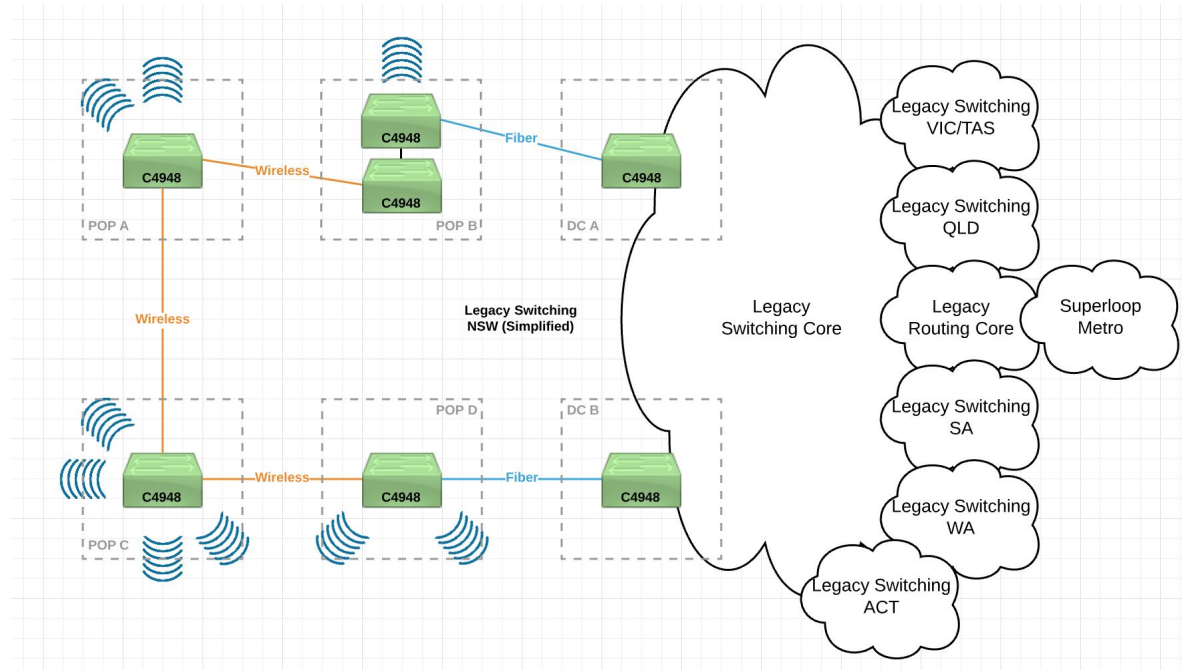 C4948
POP A
Wireless
C4948
C4948
POP B
Fiber
C4948
DC A
Wireless
Legacy Switching
NSW (Simplified)
C4948
POP C
Wireless
C4948
POP D
Fiber
C4948
DC B
Legacy
Switching Core
Legacy Switching
VIC/TAS
Legacy Switching
QLD
Legacy
Routing Core
Superloop
Metro
Legacy Switching
SA
Legacy Switching
WA
Legacy Switching
ACT